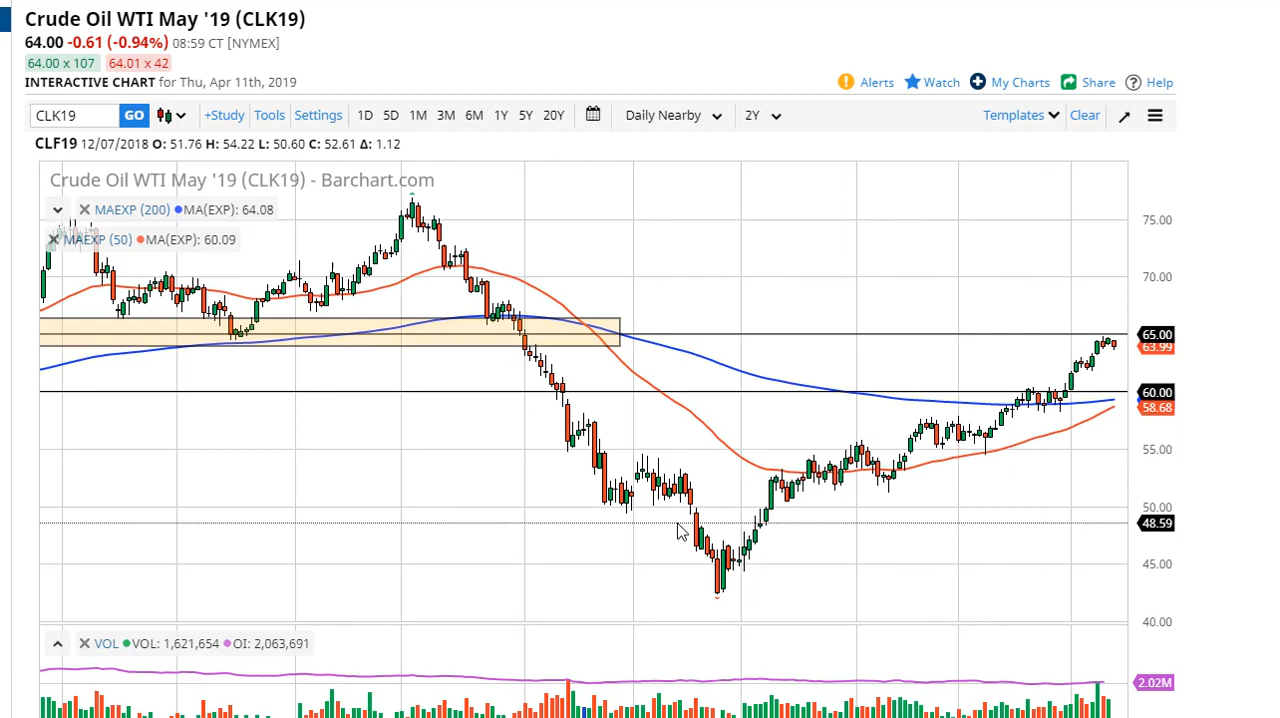 Crude Oil WTI May '19 (CLK19)
64.00 -0.61 (-0.94%) 08:59 CT [NYMEX]
64.00 x 107 64.01 x 42
INTERACTIVE CHART for Thu, Apr 11th, 2019
Alerts Watch My Charts Share Help
CLK19 GO +Study Tools Settings 1D 5D 1M 3M 6M 1Y 5Y 20Y Daily Nearby 2Y Templates Clear
CLF19 12/07/2018 O: 51.76 H: 54.22 L: 50.60 C: 52.61 Δ: 1.12
Crude Oil WTI May '19 (CLK19) - Barchart.com
MAEXP (200) MA(EXP): 64.08
MAEXP (50) MA(EXP): 60.09
75.00
70.00
65.00
63.99
60.00
58.68
55.00
50.00
48.59
45.00
40.00
VOL VOL: 1,621,654 OI: 2,063,691
2.02M